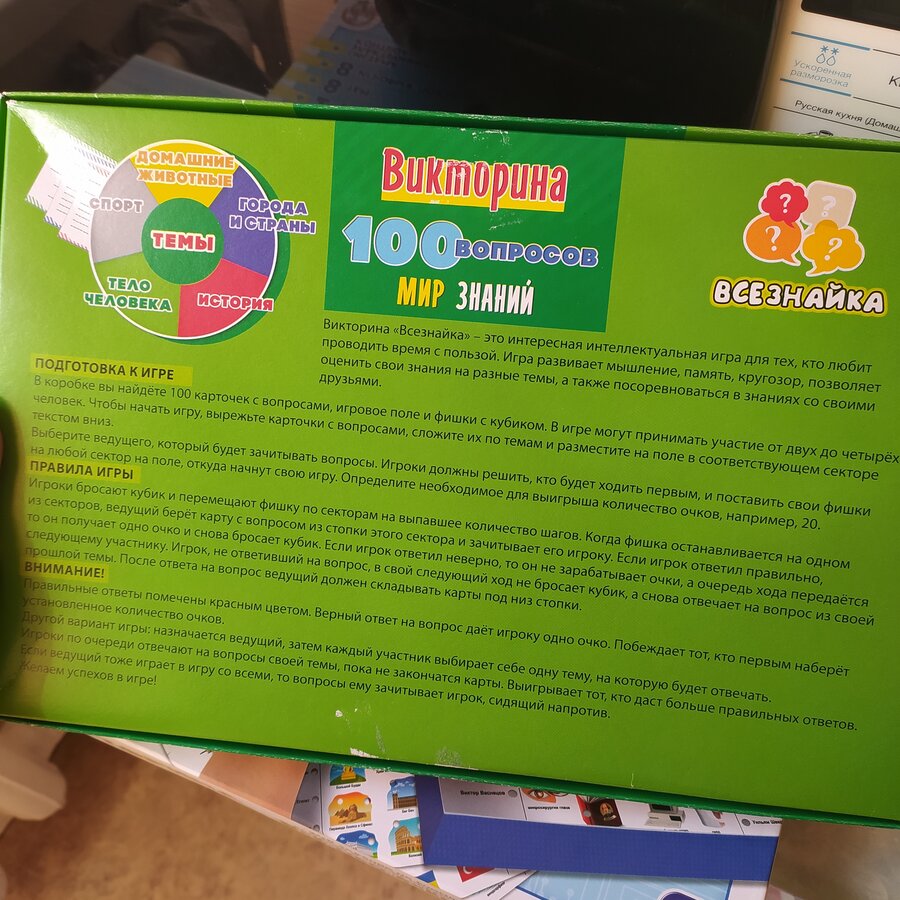 Ускоренная
разморозка
Русская кухня (Домаш
ДОМАШНИЕ
ЖИВОТНЫЕ
СПОРТ
ГОРОДА
И СТРАНЫ
ТЕМЫ
ТЕЛО
ЧЕЛОВЕКА
ИСТОРИЯ
Викторина
100 ВОПРОСОВ
МИР ЗНАНИЙ
? ?
? ?
ВСЕЗНАЙКА
Викторина «Всезнайка» – это интересная интеллектуальная игра для тех, кто любит
проводить время с пользой. Игра развивает мышление, память, кругозор, позволяет
оценить свои знания на разные темы, а также посоревноваться в знаниях со своими
друзьями.
ПОДГОТОВКА К ИГРЕ
В коробке вы найдёте 100 карточек с вопросами, игровое поле и фишки с кубиком. В игре могут принимать участие от двух до четырёх
человек. Чтобы начать игру, вырежьте карточки с вопросами, сложите их по темам и разместите на поле в соответствующем секторе
текстом вниз.
Выберите ведущего, который будет зачитывать вопросы. Игроки должны решить, кто будет ходить первым, и поставить свои фишки
на любой сектор на поле, откуда начнут свою игру. Определите необходимое для выигрыша количество очков, например, 20.
ПРАВИЛА ИГРЫ
Игроки бросают кубик и перемещают фишку по секторам на выпавшее количество шагов. Когда фишка останавливается на одном
из секторов, ведущий берёт карту с вопросом из стопки этого сектора и зачитывает его игроку. Если игрок ответил правильно,
то он получает одно очко и снова бросает кубик. Если игрок ответил неверно, то он не зарабатывает очки, а очередь хода передаётся
следующему участнику. Игрок, не ответивший на вопрос, в свой следующий ход не бросает кубик, а снова отвечает на вопрос из своей
прошлой темы. После ответа на вопрос ведущий должен складывать карты под низ стопки.
ВНИМАНИЕ!
Правильные ответы помечены красным цветом. Верный ответ на вопрос даёт игроку одно очко. Побеждает тот, кто первым наберёт
установленное количество очков.
Другой вариант игры: назначается ведущий, затем каждый участник выбирает себе одну тему, на которую будет отвечать.
Игроки по очереди отвечают на вопросы своей темы, пока не закончатся карты. Выигрывает тот, кто даст больше правильных ответов.
Если ведущий тоже играет в игру со всеми, то вопросы ему зачитывает игрок, сидящий напротив.
Желаем успехов в игре!
Виктор Васнецов
Биг Бен